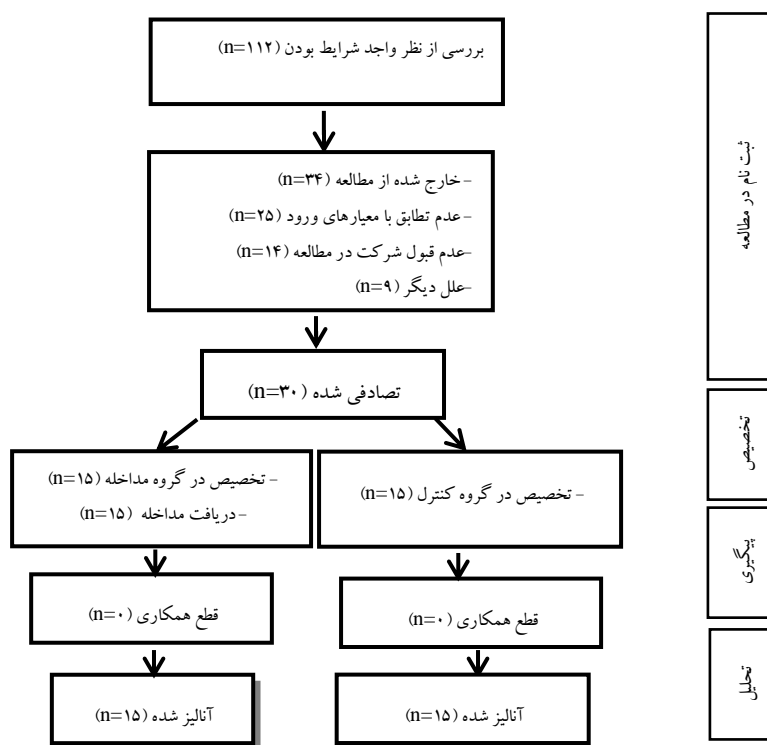 بررسی از نظر واجد شرایط بودن (n=۱۱۲)
-خارج شده از مطالعه (n=۳۴)
-عدم تطابق با معیارهای ورود (n=۲۵)
-عدم قبول شرکت در مطالعه (n=۱۴)
-علل دیگر (n=۹)
تصادفی شده (n=۳۰)
- تخصیص در گروه کنترل (n=۱۵)
- تخصیص در گروه مداخله (n=۱۵)
-دریافت مداخله (n=۱۵)
قطع همکاری (n=۰)
قطع همکاری (n=۰)
آنالیز شده (n=۱۵)
آنالیز شده (n=۱۵)
ثبت نام در مطالعه
تخصیص
پیگیری
تحلیل